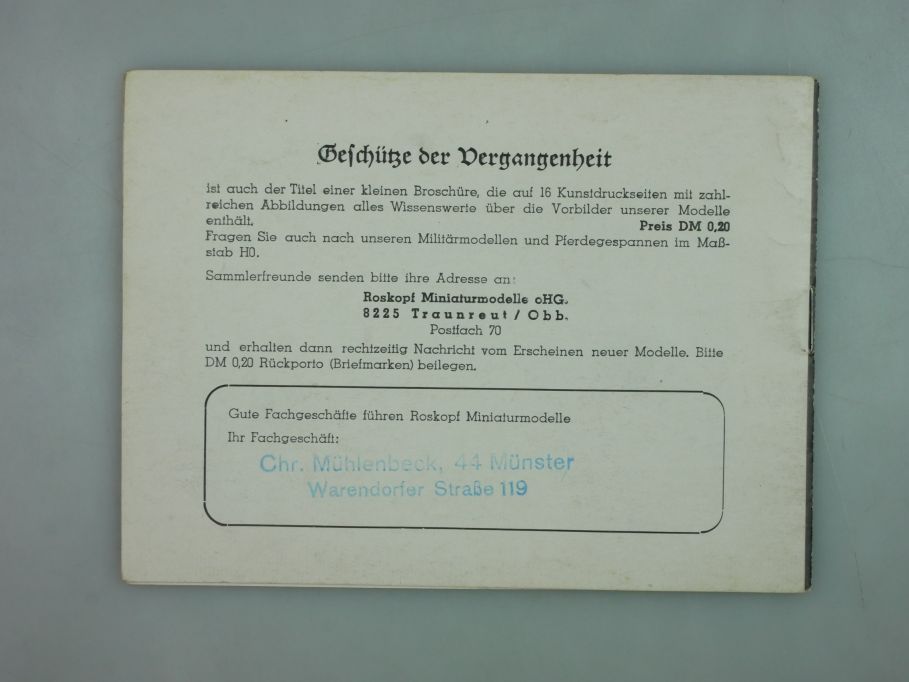 Geschütze der Vergangenheit
ist auch der Titel einer kleinen Broschüre, die auf 16 Kunstdruckseiten mit zahl-
reichen Abbildungen alles Wissenswerte über die Vorbilder unserer Modelle
enthält. Preis DM 0,20
Fragen Sie auch nach unseren Militärmodellen und Pferdegespannen im Maß-
stab H0.
Sammlerfreunde senden bitte ihre Adresse an:
Roskopf Miniaturmodelle oHG.
8225 Traunreut / Obb.
Postfach 70
und erhalten dann rechtzeitig Nachricht vom Erscheinen neuer Modelle. Bitte
DM 0,20 Rückporto (Briefmarken) beilegen.
Gute Fachgeschäfte führen Roskopf Miniaturmodelle
Ihr Fachgeschäft:
Chr. Mühlenbeck, 44 Münster
Warendorfer Straße 119